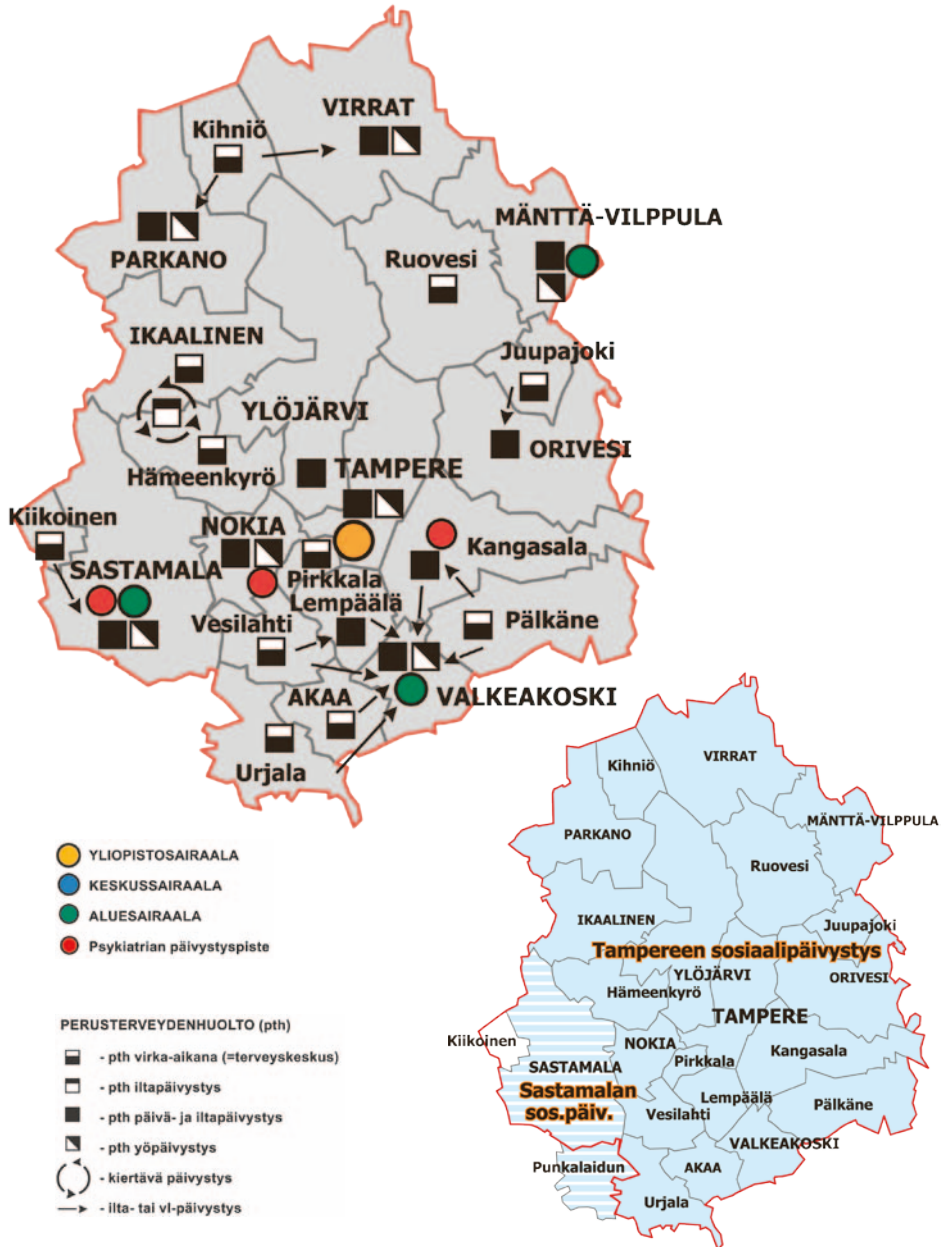 VIRRAT
Kihniö
MÄNTTÄ-VILPPULA
PARKANO
Ruovesi
IKAALINEN
Juupajoki
YLÖJÄRVI
ORIVESI
TAMPERE
Hämeenkyrö
Kiikoinen
NOKIA
Kangasala
SASTAMALA
Pirkkala
Lempäälä
Vesilahti
Pälkäne
AKAA
VALKEAKOSKI
Urjala
YLIOPISTOSAIRAALA
KESKUSSAIRAALA
ALUESAIRAALA
Psykiatrian päivystyspiste
PERUSTERVEYDENHUOLTO (pth)
- pth virka-aikana (=terveyskeskus)
- pth iltapäivystys
- pth päivä- ja iltapäivystys
- pth yöpäivystys
- kiertävä päivystys
- ilta- tai vl-päivystys
VIRRAT
Kihniö
MÄNTTÄ-VILPPULA
PARKANO
Ruovesi
IKAALINEN
Juupajoki
Tampereen sosiaalipäivystys
YLÖJÄRVI
ORIVESI
Hämeenkyrö
TAMPERE
Kiikoinen
NOKIA
Kangasala
SASTAMALA
Pirkkala
Sastamalan
sos.päiv.
Lempäälä
Pälkäne
Vesilahti
VALKEAKOSKI
Punkalaidun
AKAA
Urjala